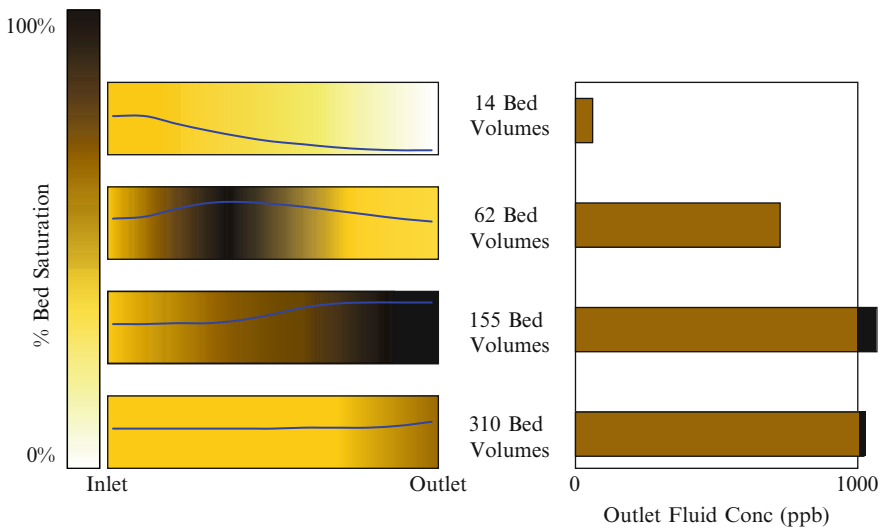 100%
% Bed Saturation
0%
Inlet
Outlet
14 Bed
Volumes
62 Bed
Volumes
155 Bed
Volumes
310 Bed
Volumes
0
1000
Outlet Fluid Conc (ppb)